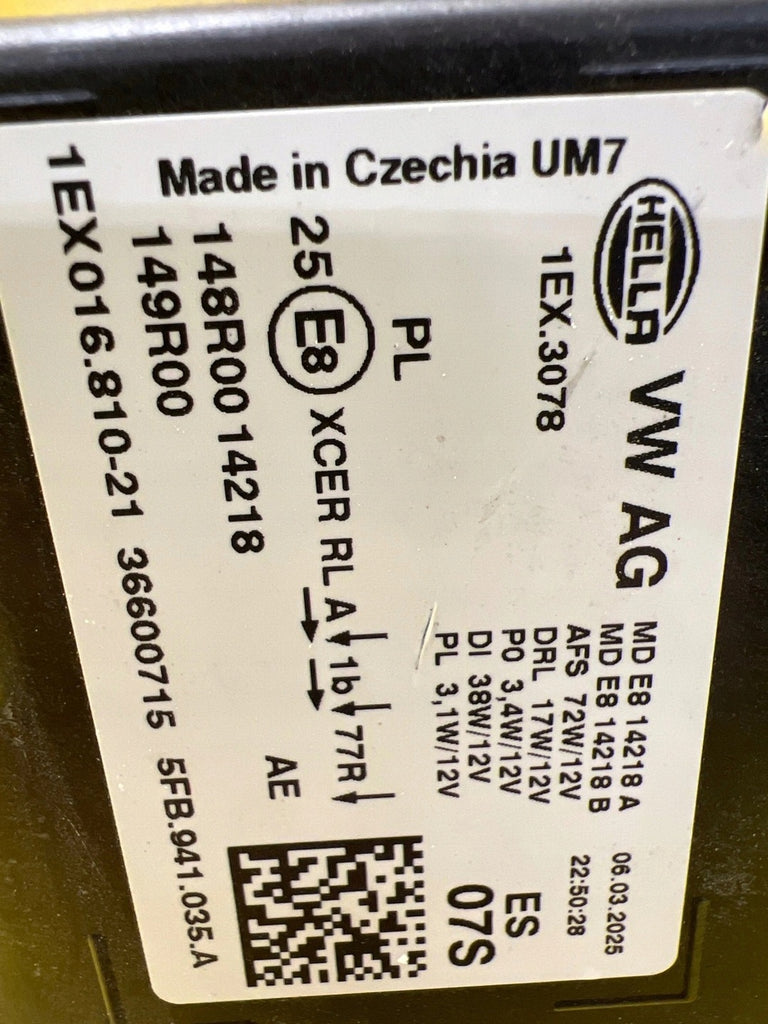 Made in Czechia UM7
HELLA VW AG
1EX.3078
MD E8 14218 A
MD E8 14218 B
AFS 72W/12V
DRL 17W/12V
PO 3,4W/12V
DI 38W/12V
PL 3,1W/12V
06.03.2025
22:50:28
ES
07S
PL
25 E8 XCER RL A 1b 77R
148R00 14218
AE
149R00
1EX016.810-21 36600715 5FB.941.035.A